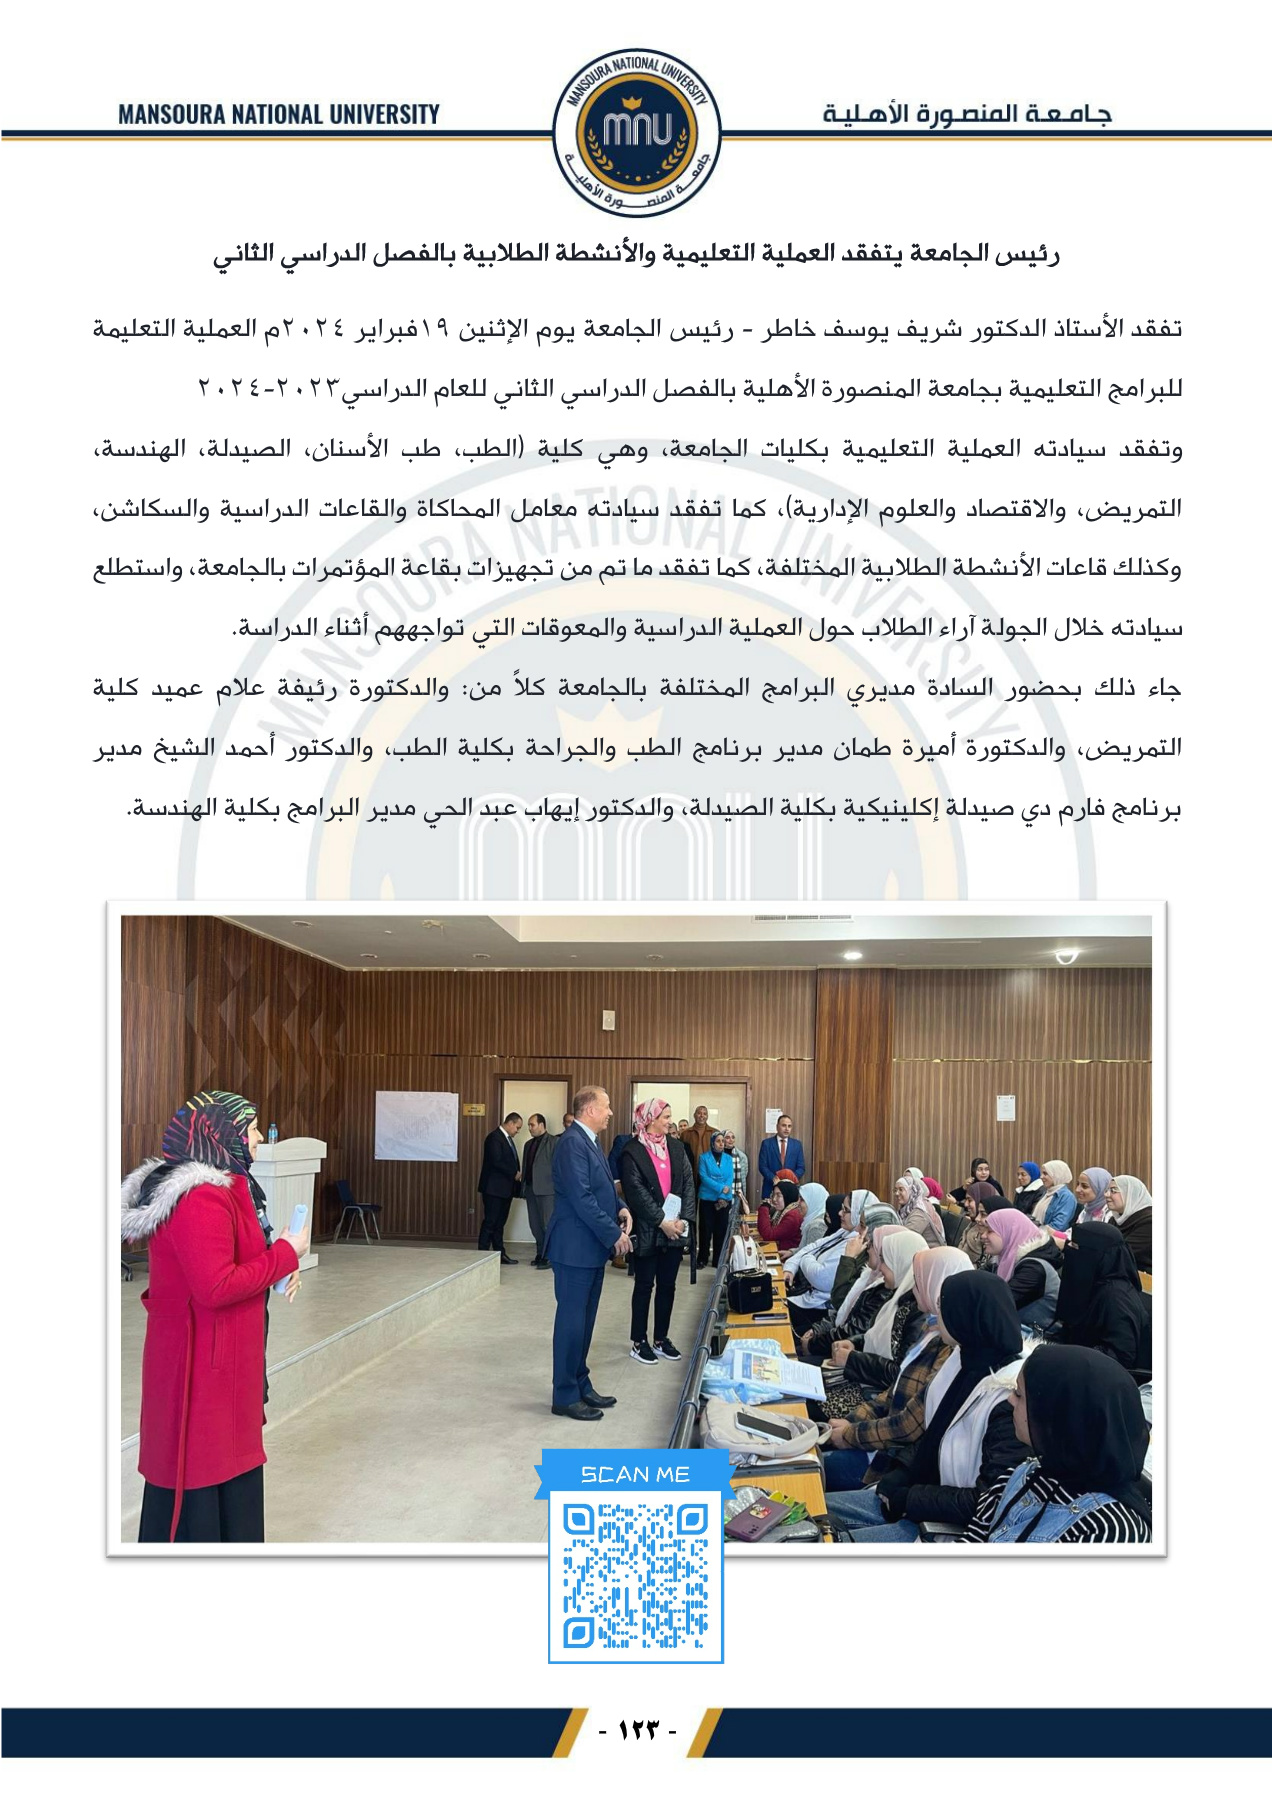 MANSOURA NATIONAL UNIVERSITY
جامعة المنصورة الأهلية
MANSOURA NATIONAL UNIVERSITY
mnu
جامعة المنصورة الأهلية
رئيس الجامعة يتفقد العملية التعليمية والأنشطة الطلابية بالفصل الدراسي الثاني
تفقد الأستاذ الدكتور شريف يوسف خاطر - رئيس الجامعة يوم الإثنين ١٩فبراير ٢٠٢٤م العملية التعليمة
للبرامج التعليمية بجامعة المنصورة الأهلية بالفصل الدراسي الثاني للعام الدراسي٢٠٢٣-٢٠٢٤
وتفقد سيادته العملية التعليمية بكليات الجامعة، وهي كلية (الطب، طب الأسنان، الصيدلة، الهندسة،
التمريض، والاقتصاد والعلوم الإدارية)، كما تفقد سيادته معامل المحاكاة والقاعات الدراسية والسكاشن،
وكذلك قاعات الأنشطة الطلابية المختلفة، كما تفقد ما تم من تجهيزات بقاعة المؤتمرات بالجامعة، واستطلع
سيادته خلال الجولة آراء الطلاب حول العملية الدراسية والمعوقات التي تواجههم أثناء الدراسة.
جاء ذلك بحضور السادة مديري البرامج المختلفة بالجامعة كلاً من: والدكتورة رئيفة علام عميد كلية
التمريض، والدكتورة أميرة طمان مدير برنامج الطب والجراحة بكلية الطب، والدكتور أحمد الشيخ مدير
برنامج فارم دي صيدلة إكلينيكية بكلية الصيدلة، والدكتور إيهاب عبد الحي مدير البرامج بكلية الهندسة.
MANSOURA NATIONAL UNIVERSITY
mnu
SCAN ME
- ١٢٣ -